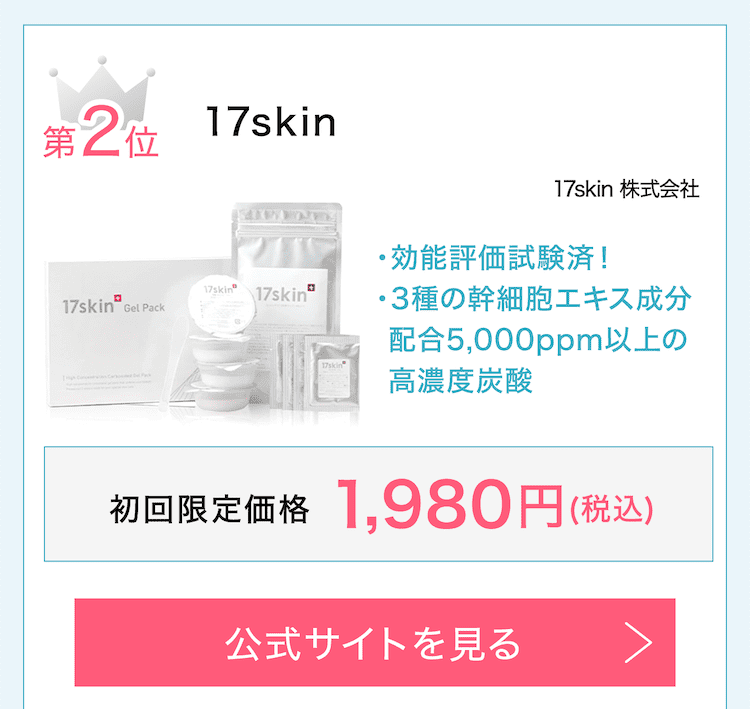 第2位
17skin
17skin 株式会社
・効能評価試験済！
・3種の幹細胞エキス成分
配合5,000ppm以上の
高濃度炭酸
17skin
Gel Pack
17skin
17skin
17skin
初回限定価格 1,980円(税込)
公式サイトを見る